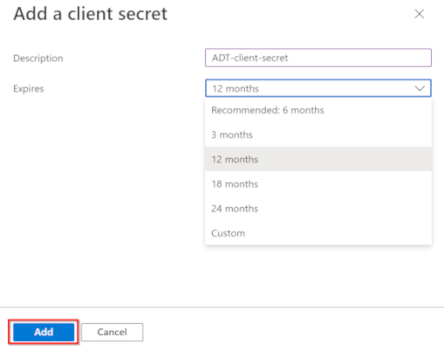 Add a client secret
Description
ADT-client-secret
Expires
12 months
Recommended: 6 months
3 months
12 months
18 months
24 months
Custom
Add
Cancel